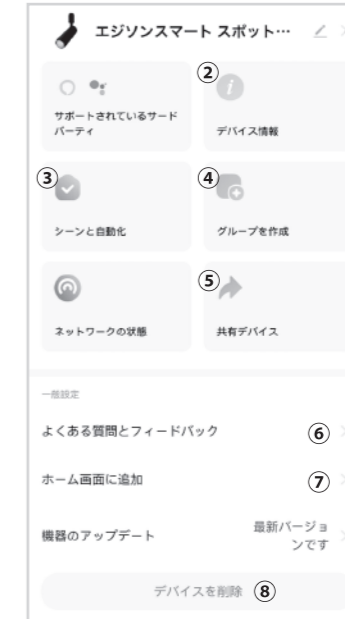 エジソンスマート スポット…
サポートされているサード
パーティ
②
デバイス情報
③
シーンと自動化
④
グループを作成
ネットワークの状態
⑤
共有デバイス
一般設定
よくある質問とフィードバック ⑥
ホーム画面に追加 ⑦
機器のアップデート
最新バージョ
ンです
デバイスを削除 ⑧